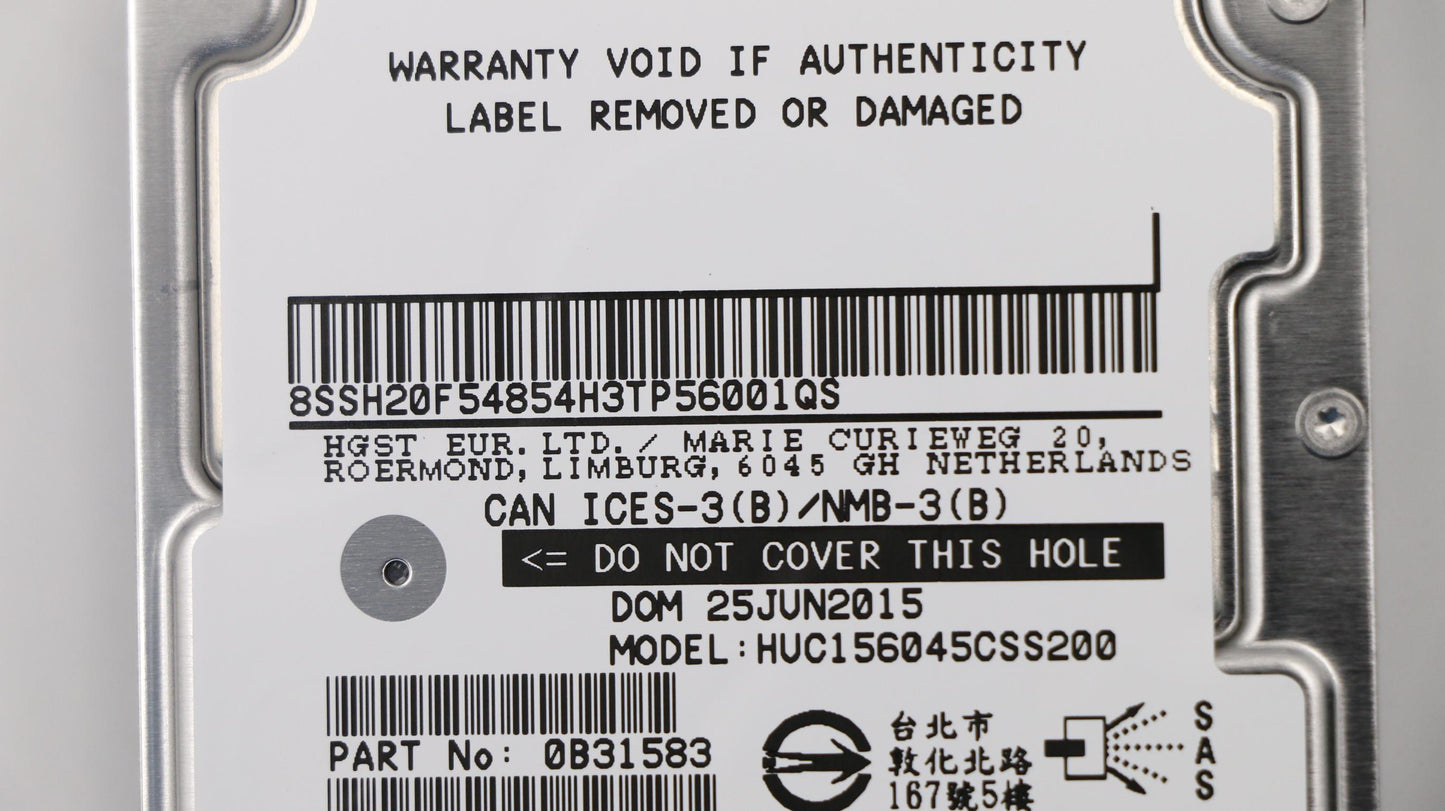 WARRANTY VOID IF AUTHENTICITY
LABEL REMOVED OR DAMAGED
8SSH20F54854H3TP56001QS
HGST EUR.LTD./ MARIE CURIEWEG 20,
ROERMOND, LIMBURG, 6045 GH NETHERLANDS
CAN ICES-3(B)/NMB-3(B)
<= DO NOT COVER THIS HOLE
DOM 25JUN2015
MODEL:HUC156045CSS200
PART No: 0B31583
台北市
敦化北路
167號5樓
SAS